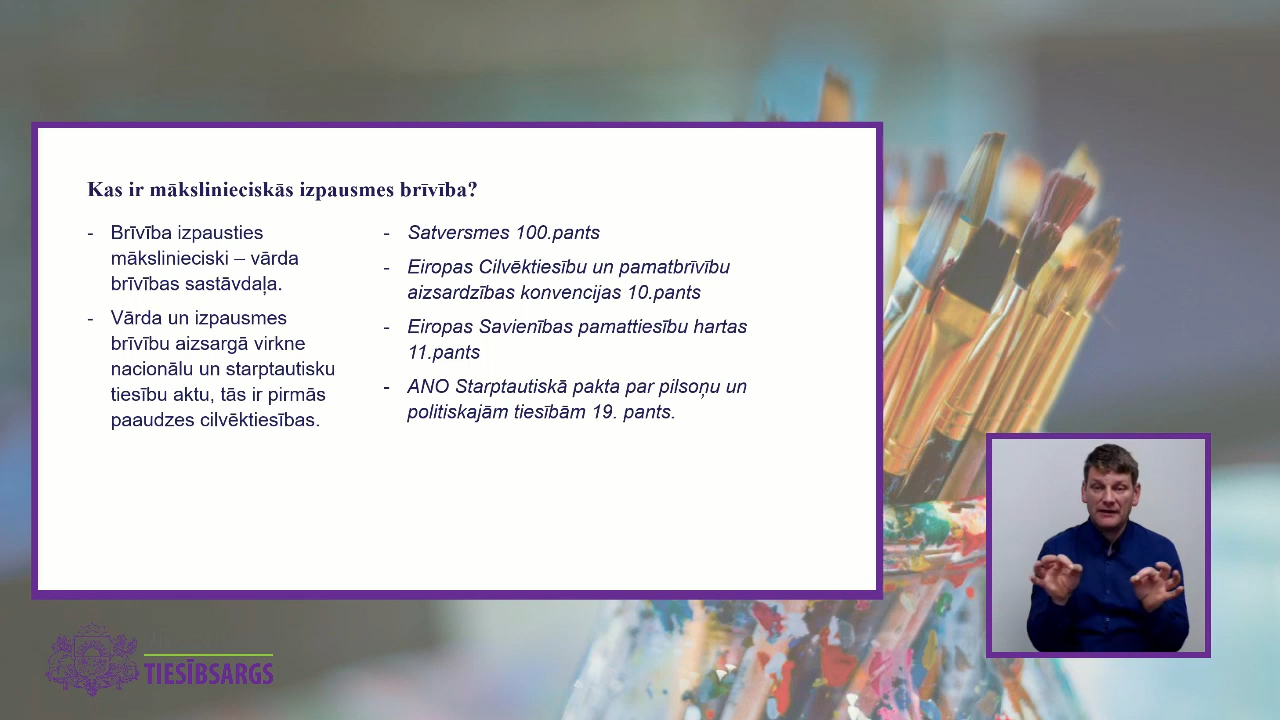 Kas ir mākslinieciskās izpausmes brīvība?
- Brīvība izpausties
mākslinieciski – vārda
brīvības sastāvdaļa.
- Vārda un izpausmes
brīvību aizsargā virkne
nacionālu un starptautisku
tiesību aktu, tās ir pirmās
paaudzes cilvēktiesības.
- Satversmes 100.pants
- Eiropas Cilvēktiesību un pamatbrīvību
aizsardzības konvencijas 10.pants
- Eiropas Savienības pamattiesību hartas
11.pants
- ANO Starptautiskā pakta par pilsoņu un
politiskajām tiesībām 19. pants.
TIESĪBSARGS